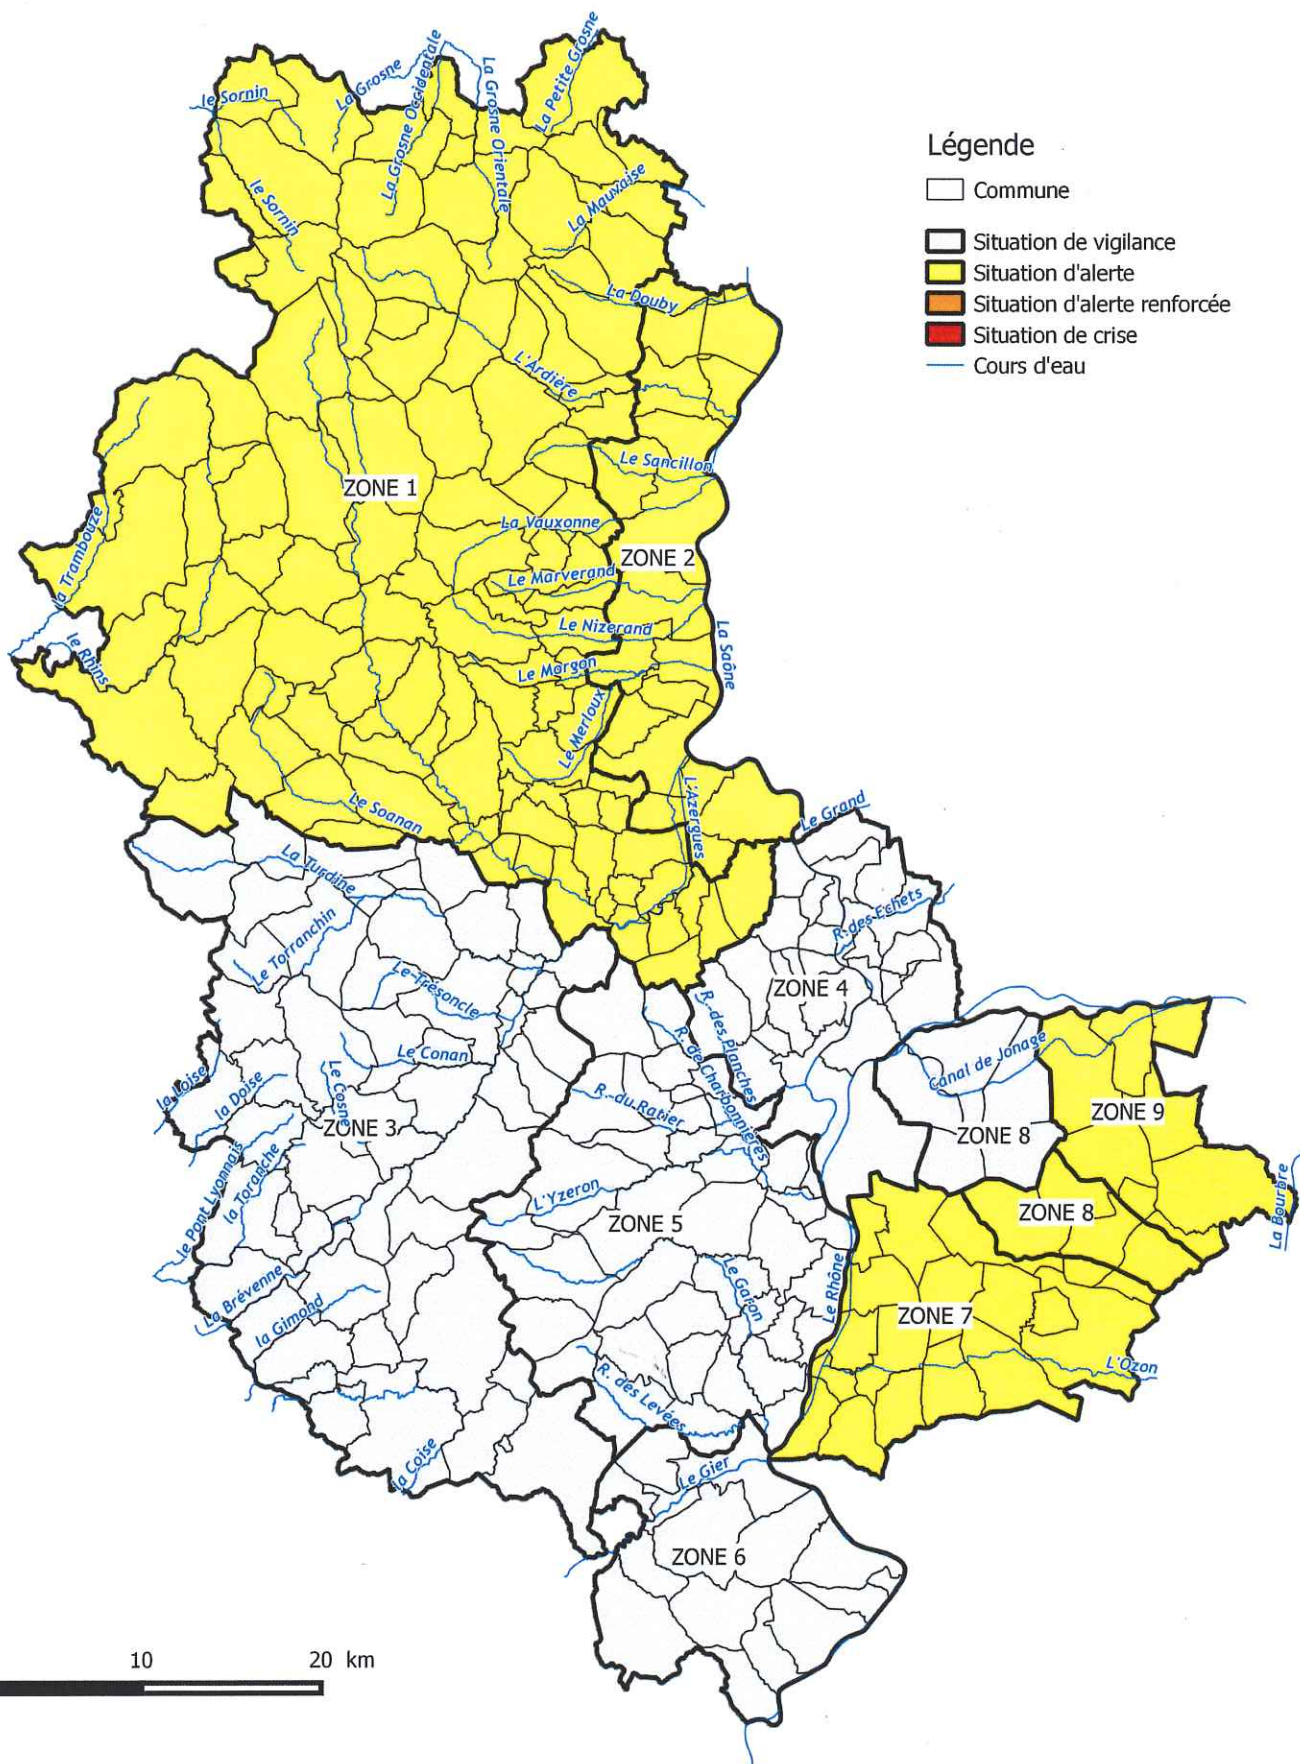 Légende
Commune
Situation de vigilance
Situation d'alerte
Situation d'alerte renforcée
Situation de crise
Cours d'eau
le Sornin
La Grosne
La Grosne Occidentale
La Grosne Orientale
La Petite Grosne
le Sornin
La Mauvaise
La Douby
L'Ardière
Le Sancillon
ZONE 1
La Vauxonne
ZONE 2
la Trambouze
Le Marverand
Le Nizerand
le Rhins
Le Morgon
La Saône
Le Merloux
L'Azergues
Le Soanan
Le Grand
La Turdine
R. des Echets
Le Torranchin
Le Trésoncle
ZONE 4
R. des Planches
R. de Charbonnières
Le Conan
Canal de Jonage
la Loise
la Doise
Le Cosne
R. du Ratier
ZONE 9
ZONE 3
ZONE 8
le Pont Lyonnais
la Toranche
L'Yzeron
ZONE 5
ZONE 8
La Bourbre
La Brévenne
la Gimond
Le Garon
Le Rhône
ZONE 7
L'Ozon
R. des Levées
la Coise
Le Gier
ZONE 6
10
20 km